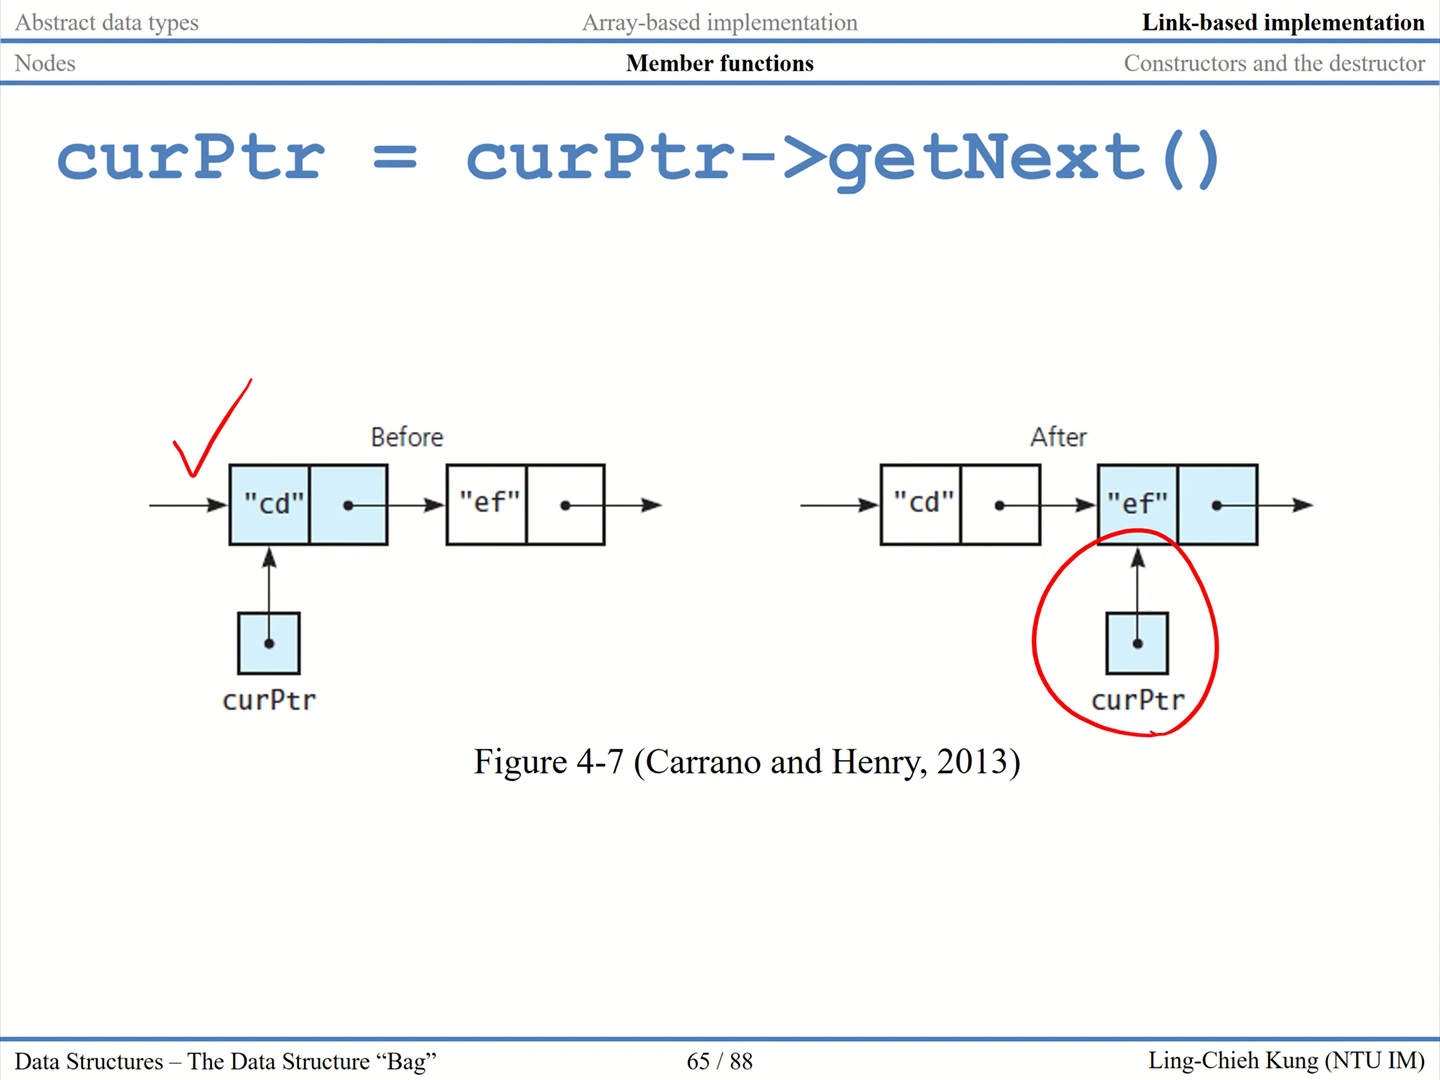 Abstract data types Array-based implementation Link-based implementation
Nodes Member functions Constructors and the destructor
curPtr = curPtr->getNext()
Before After
"cd" "ef" "cd" "ef"
curPtr curPtr
Figure 4-7 (Carrano and Henry, 2013)
Data Structures – The Data Structure “Bag” 65 / 88 Ling-Chieh Kung (NTU IM)